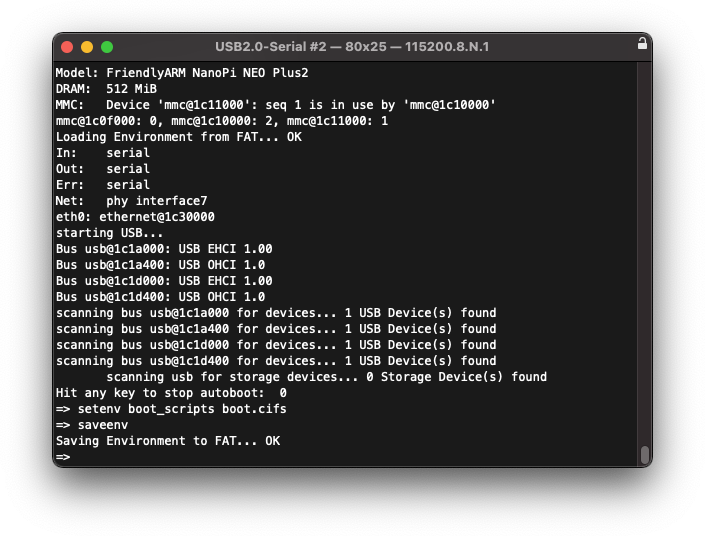 USB2.0-Serial #2 — 80x25 — 115200.8.N.1
Model: FriendlyARM NanoPi NEO Plus2
DRAM:  512 MiB
MMC:   Device 'mmc@1c11000': seq 1 is in use by 'mmc@1c10000'
mmc@1c0f000: 0, mmc@1c10000: 2, mmc@1c11000: 1
Loading Environment from FAT... OK
In:    serial
Out:   serial
Err:   serial
Net:   phy interface7
eth0: ethernet@1c30000
starting USB...
Bus usb@1c1a000: USB EHCI 1.00
Bus usb@1c1a400: USB OHCI 1.0
Bus usb@1c1d000: USB EHCI 1.00
Bus usb@1c1d400: USB OHCI 1.0
scanning bus usb@1c1a000 for devices... 1 USB Device(s) found
scanning bus usb@1c1a400 for devices... 1 USB Device(s) found
scanning bus usb@1c1d000 for devices... 1 USB Device(s) found
scanning bus usb@1c1d400 for devices... 1 USB Device(s) found
       scanning usb for storage devices... 0 Storage Device(s) found
Hit any key to stop autoboot:  0
=> setenv boot_scripts boot.cifs
=> saveenv
Saving Environment to FAT... OK
=>